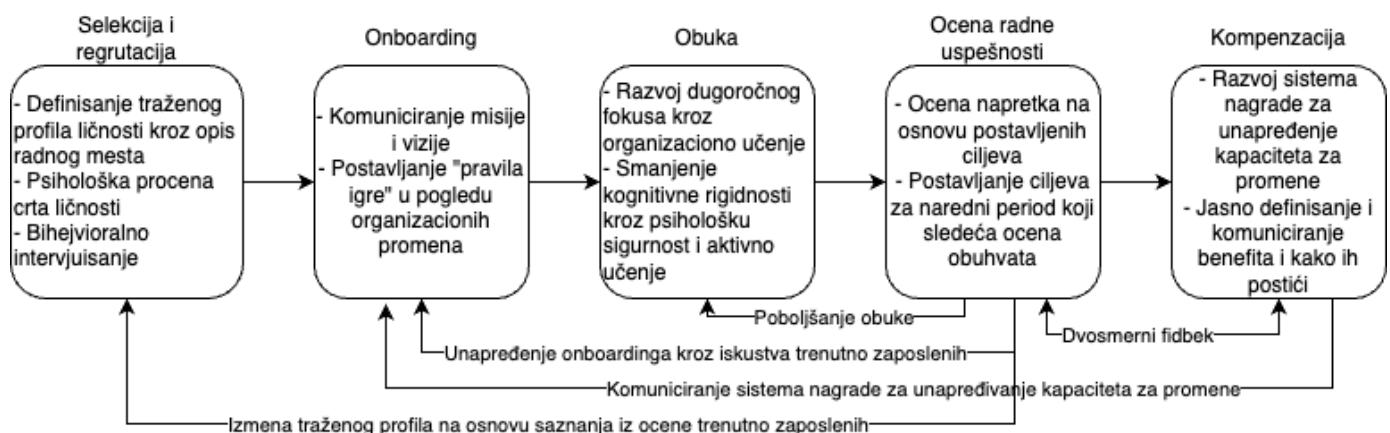 Selekcija i
regrutacija
Onboarding
Obuka
Ocena radne
uspešnosti
Kompenzacija
- Definisanje traženog
profila ličnosti kroz opis
radnog mesta
- Psihološka procena
crta ličnosti
- Bihejvioralno
intervjuisanje
- Komuniciranje misije
i vizije
- Postavljanje "pravila
igre" u pogledu
organizacionih
promena
- Razvoj dugoročnog
fokusa kroz
organizaciono učenje
- Smanjenje
kognitivne rigidnosti
kroz psihološku
sigurnost i aktivno
učenje
- Ocena napretka na
osnovu postavljenih
ciljeva
- Postavljanje ciljeva
za naredni period koji
sledeća ocena
obuhvata
- Razvoj sistema
nagrade za
unapređenje
kapaciteta za
promene
- Jasno definisanje i
komuniciranje
benefita i kako ih
postići
Poboljšanje obuke
Dvosmerni fidbek
Unapređenje onboardinga kroz iskustva trenutno zaposlenih
Komuniciranje sistema nagrade za unapređivanje kapaciteta za promene
Izmena traženog profila na osnovu saznanja iz ocene trenutno zaposlenih